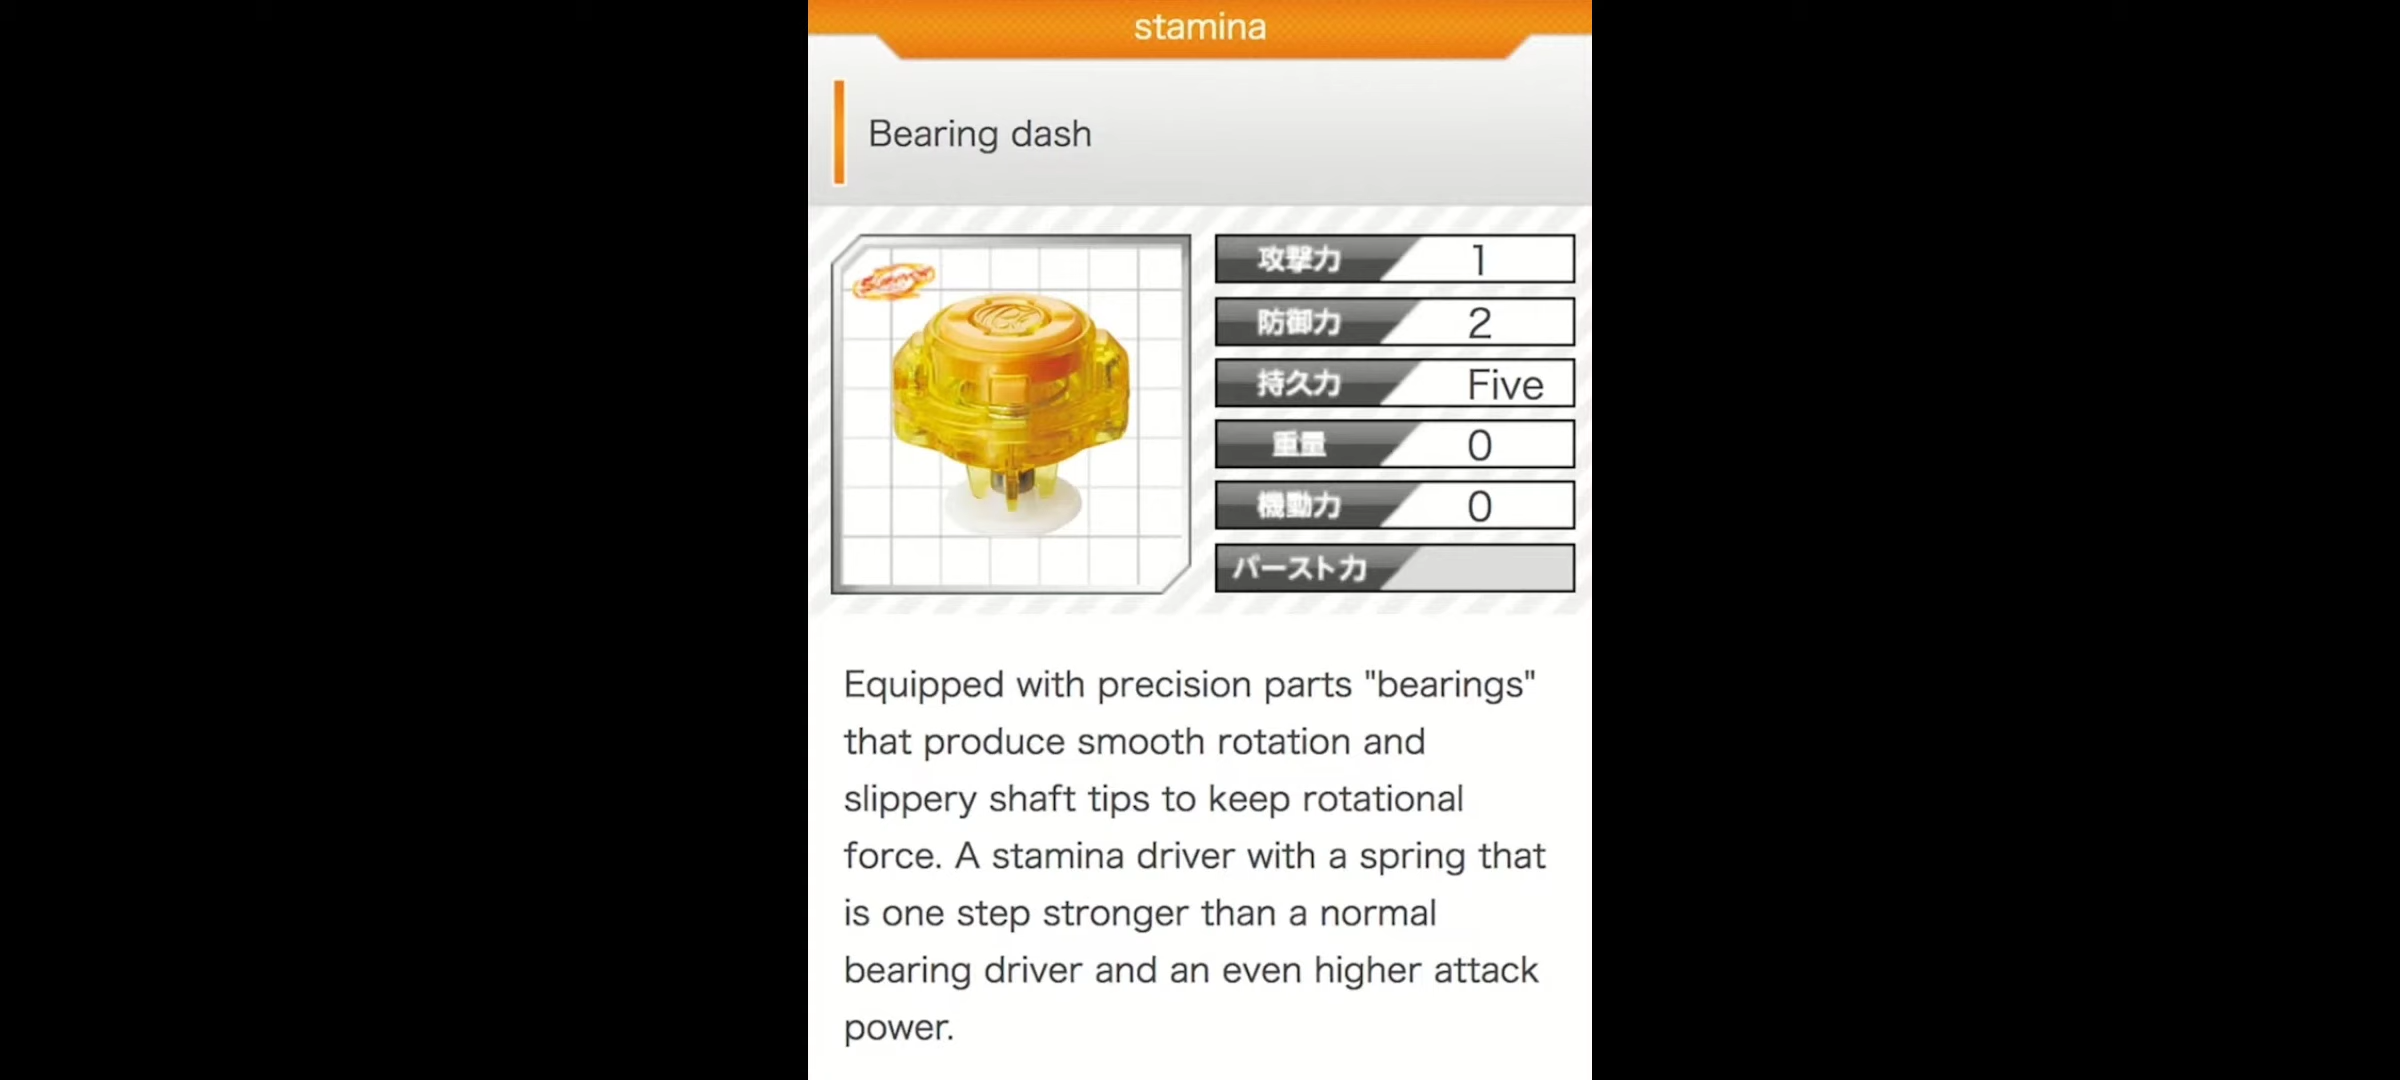 stamina
Bearing dash
攻撃力 1
防御力 2
持久力 Five
重量 0
機動力 0
バースト力
Equipped with precision parts "bearings"
that produce smooth rotation and
slippery shaft tips to keep rotational
force. A stamina driver with a spring that
is one step stronger than a normal
bearing driver and an even higher attack
power.